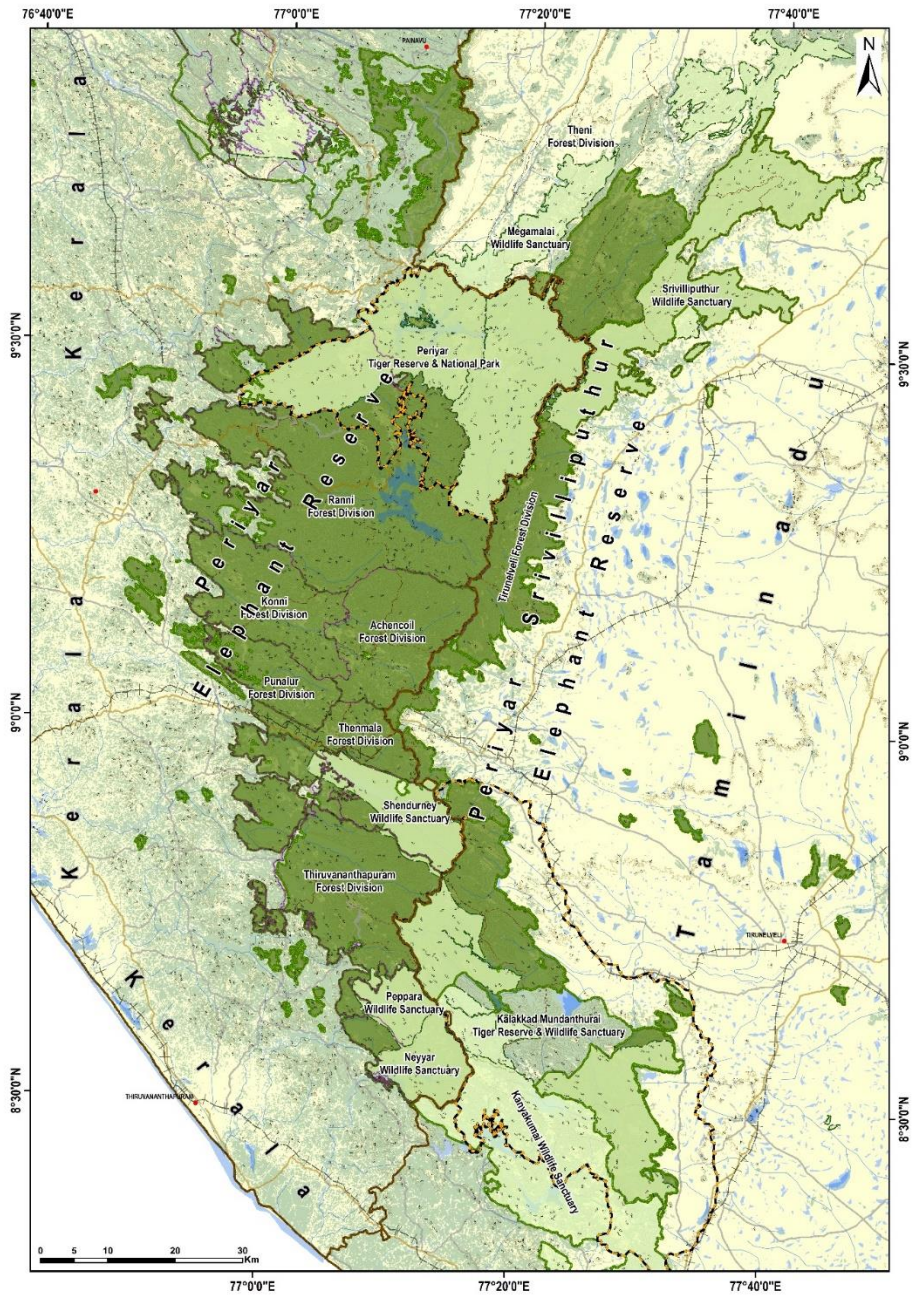 76°40'0"E 77°0'0"E 77°20'0"E 77°40'0"E
PAINAVU
N
Theni
Forest Division
Megamalai
Wildlife Sanctuary
Srivilliputhur
Wildlife Sanctuary
9°30'0"N
9°30'0"N
Periyar
Tiger Reserve & National Park
Kerala
Periyar
Elephant Reserve
Ranni
Forest Division
Tirunelveli Forest Division
Periyar Srivilliputhur
Elephant Reserve
Tamil nadu
Konni
Forest Division
Achencoil
Forest Division
Punalur
Forest Division
9°0'0"N
9°0'0"N
Thenmala
Forest Division
Shendurney
Wildlife Sanctuary
Kerala
Thiruvananthapuram
Forest Division
TIRUNELVELI
Peppara
Wildlife Sanctuary
Kalakkad Mundanthurai
Tiger Reserve & Wildlife Sanctuary
Neyyar
Wildlife Sanctuary
8°30'0"N
8°30'0"N
THIRUVANANTHAPURAM
Kanyakumai Wildlife Sanctuary
0 5 10 20 30
Km
77°0'0"E 77°20'0"E 77°40'0"E